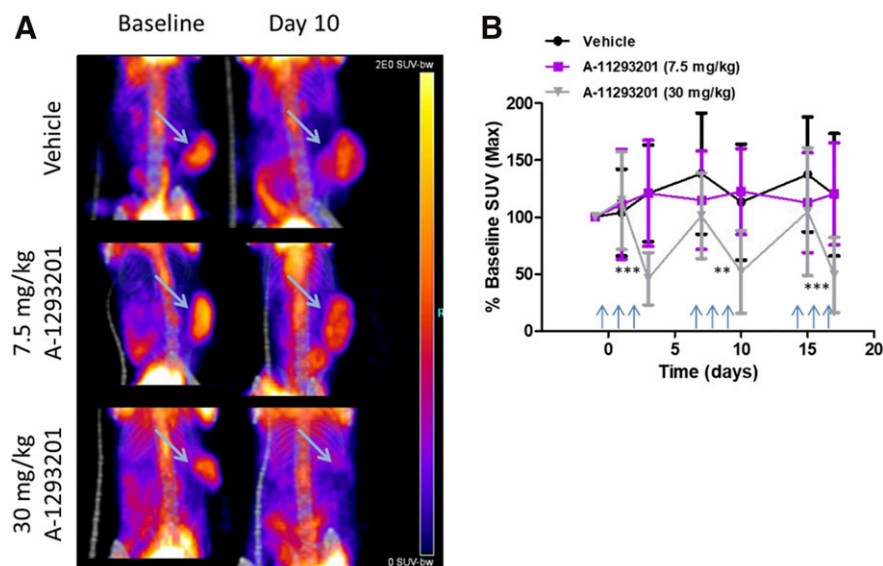 A
Baseline
Day 10
Vehicle
7.5 mg/kg
A-1293201
30 mg/kg
A-1293201
2E0 SUV-bw
R
0 SUV-bw
B
Vehicle
A-11293201 (7.5 mg/kg)
A-11293201 (30 mg/kg)
% Baseline SUV (Max)
200
150
100
50
0
***
**
***
0
5
10
15
20
Time (days)